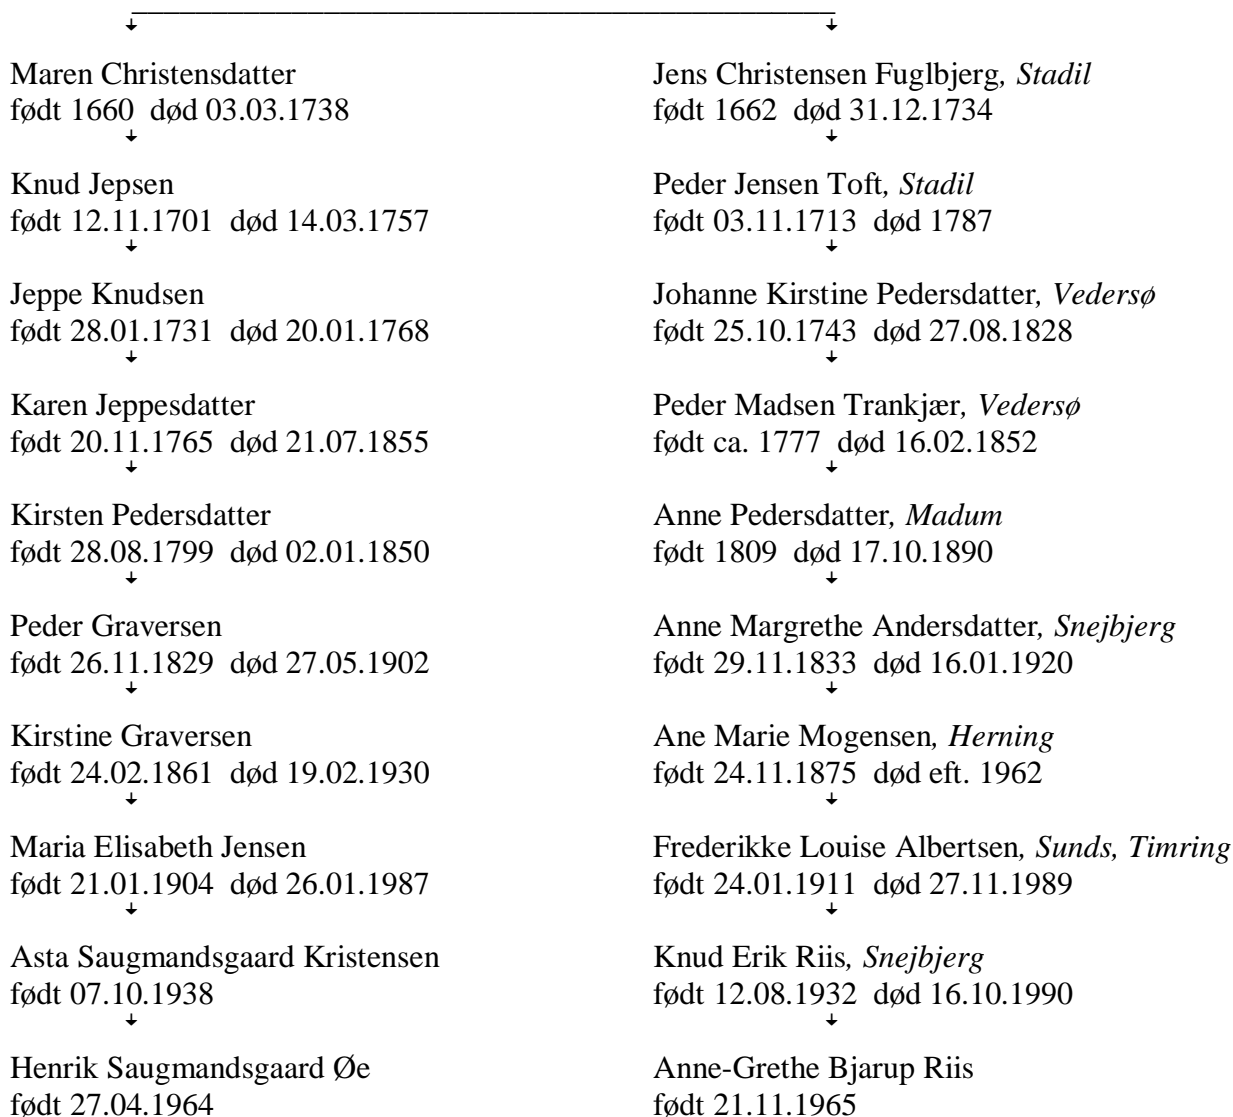 Maren Christensdatter
født 1660 død 03.03.1738
Knud Jepsen
født 12.11.1701 død 14.03.1757
Jeppe Knudsen
født 28.01.1731 død 20.01.1768
Karen Jeppesdatter
født 20.11.1765 død 21.07.1855
Kirsten Pedersdatter
født 28.08.1799 død 02.01.1850
Peder Graversen
født 26.11.1829 død 27.05.1902
Kirstine Graversen
født 24.02.1861 død 19.02.1930
Maria Elisabeth Jensen
født 21.01.1904 død 26.01.1987
Asta Saugmandsgaard Kristensen
født 07.10.1938
Henrik Saugmandsgaard Øe
født 27.04.1964
Jens Christensen Fuglbjerg, Stadil
født 1662 død 31.12.1734
Peder Jensen Toft, Stadil
født 03.11.1713 død 1787
Johanne Kirstine Pedersdatter, Vedersø
født 25.10.1743 død 27.08.1828
Peder Madsen Trankjær, Vedersø
født ca. 1777 død 16.02.1852
Anne Pedersdatter, Madum
født 1809 død 17.10.1890
Anne Margrethe Andersdatter, Snejbjerg
født 29.11.1833 død 16.01.1920
Ane Marie Mogensen, Herning
født 24.11.1875 død eft. 1962
Frederikke Louise Albertsen, Sunds, Timring
født 24.01.1911 død 27.11.1989
Knud Erik Riis, Snejbjerg
født 12.08.1932 død 16.10.1990
Anne-Grethe Bjarup Riis
født 21.11.1965